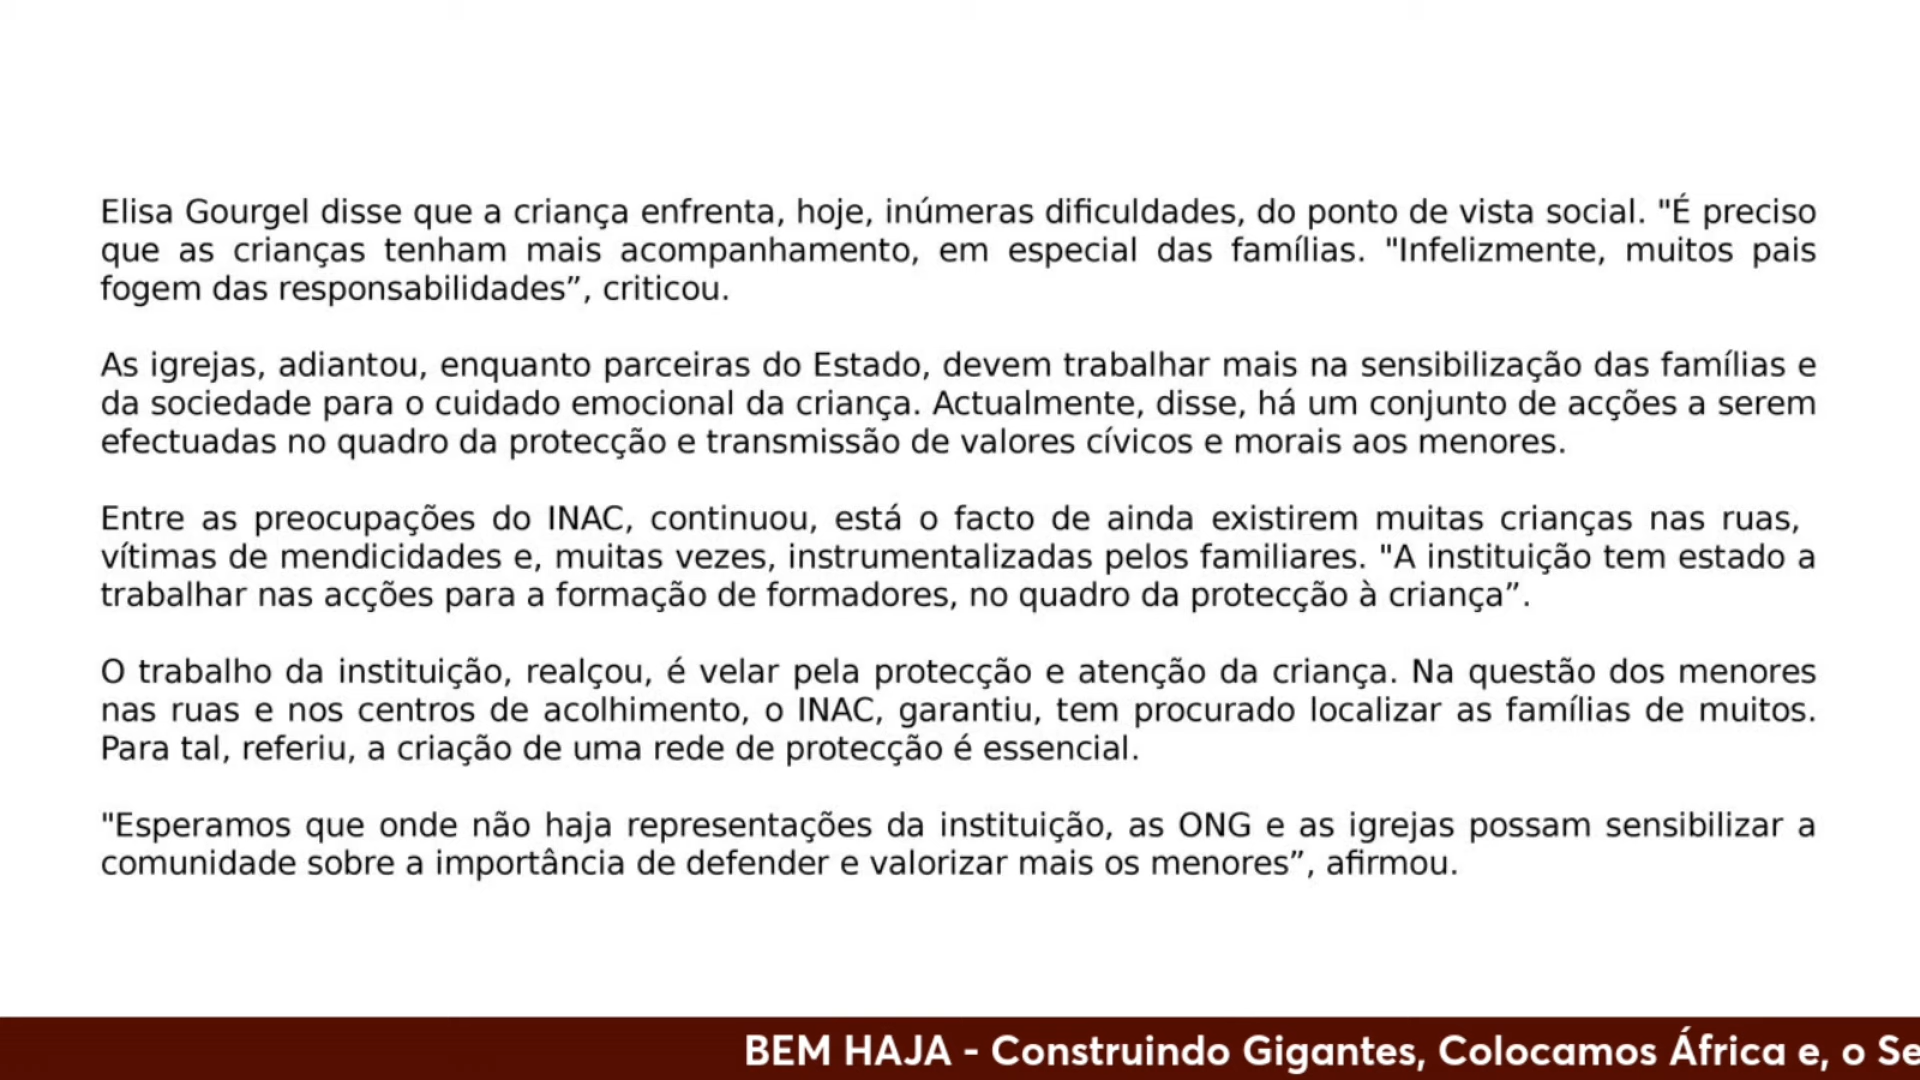 Elisa Gourgel disse que a criança enfrenta, hoje, inúmeras dificuldades, do ponto de vista social. "É preciso
que as crianças tenham mais acompanhamento, em especial das famílias. "Infelizmente, muitos pais
fogem das responsabilidades”, criticou.
As igrejas, adiantou, enquanto parceiras do Estado, devem trabalhar mais na sensibilização das famílias e
da sociedade para o cuidado emocional da criança. Actualmente, disse, há um conjunto de acções a serem
efectuadas no quadro da protecção e transmissão de valores cívicos e morais aos menores.
Entre as preocupações do INAC, continuou, está o facto de ainda existirem muitas crianças nas ruas,
vítimas de mendicidades e, muitas vezes, instrumentalizadas pelos familiares. "A instituição tem estado a
trabalhar nas acções para a formação de formadores, no quadro da protecção à criança”.
O trabalho da instituição, realçou, é velar pela protecção e atenção da criança. Na questão dos menores
nas ruas e nos centros de acolhimento, o INAC, garantiu, tem procurado localizar as famílias de muitos.
Para tal, referiu, a criação de uma rede de protecção é essencial.
"Esperamos que onde não haja representações da instituição, as ONG e as igrejas possam sensibilizar a
comunidade sobre a importância de defender e valorizar mais os menores”, afirmou.
BEM HAJA - Construindo Gigantes, Colocamos África e, o Se